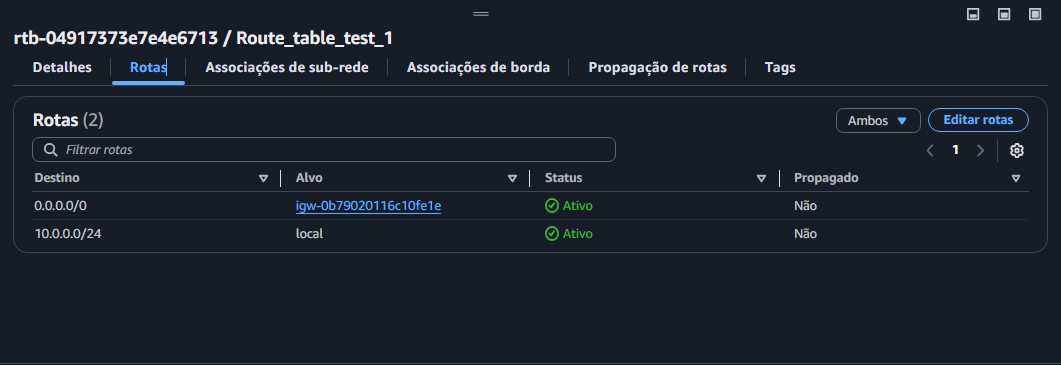 rtb-04917373e7e4e6713 / Route_table_test_1
Detalhes Rotas Associações de sub-rede Associações de borda Propagação de rotas Tags
Rotas (2) Ambos Editar rotas
Filtrar rotas 1
Destino Alvo Status Propagado
0.0.0.0/0 igw-0b79020116c10fe1e Ativo Não
10.0.0.0/24 local Ativo Não